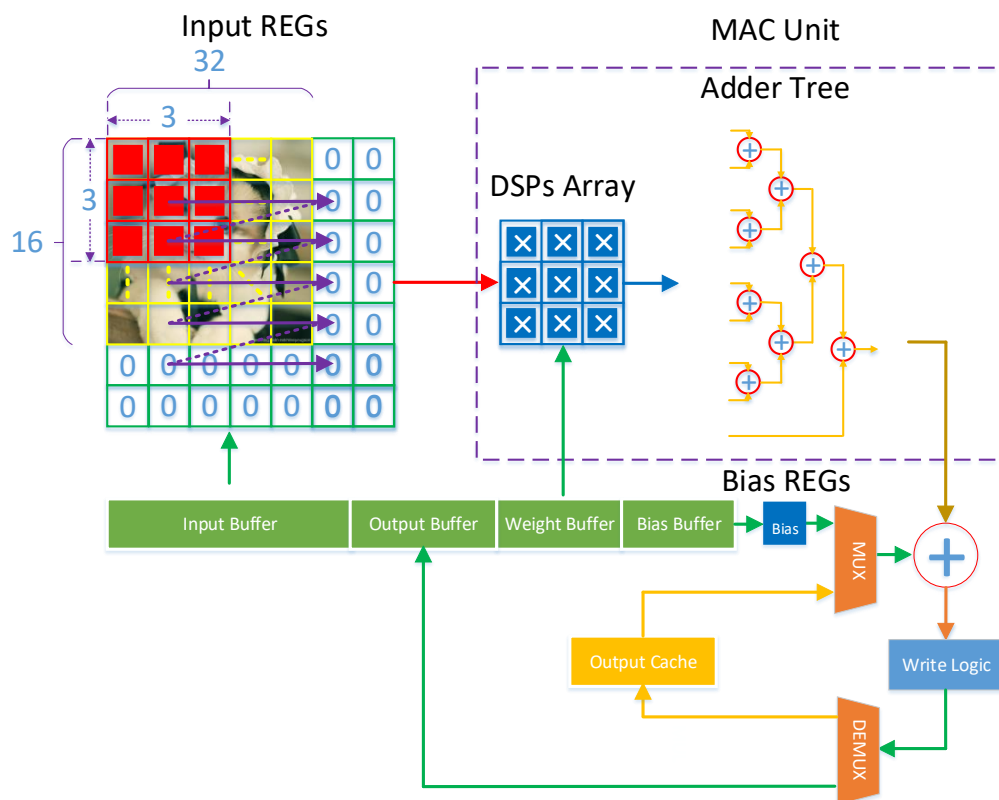 Input REGs
MAC Unit
32
Adder Tree
3
0 0
3
DSPs Array
0 0
16
0 0
0 0
0 0
0 0 0 0 0 0 0
0 0 0 0 0 0 0
Bias REGs
Input Buffer
Output Buffer
Weight Buffer
Bias Buffer
Bias
MUX
Output Cache
Write Logic
DEMUX